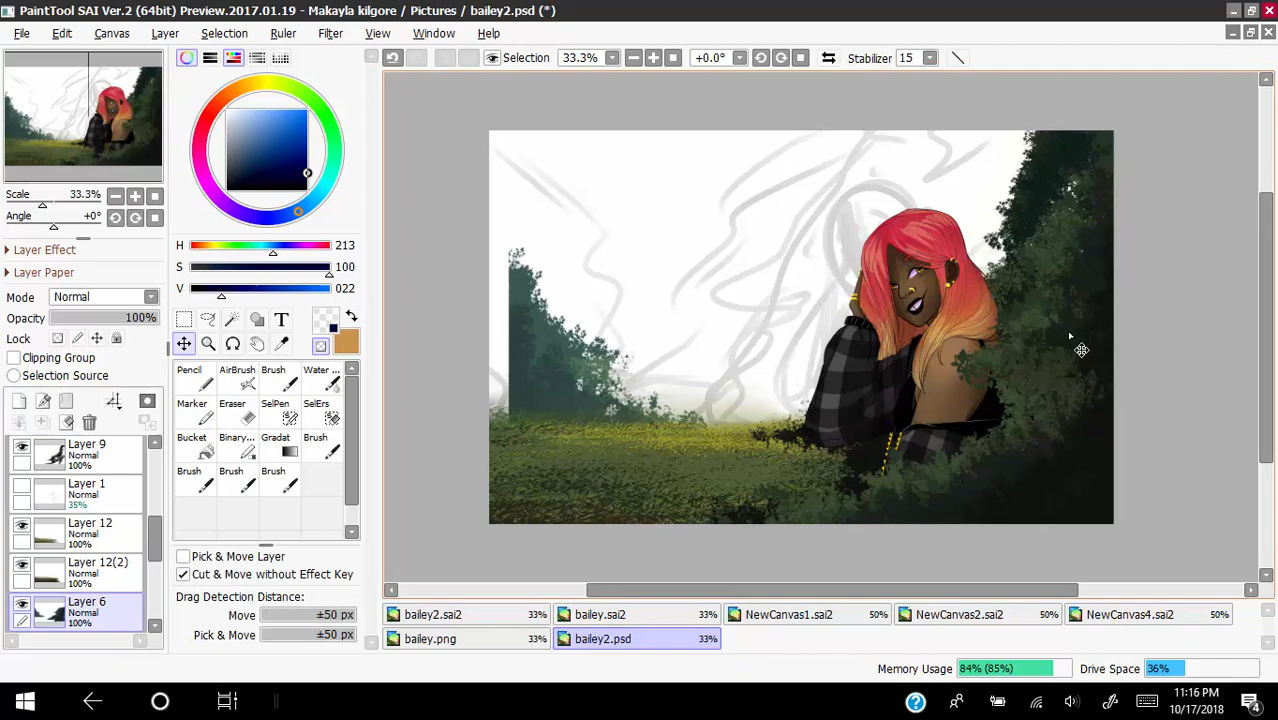 PaintTool SAI Ver.2 (64bit) Preview.2017.01.19 - Makayla kilgore / Pictures / bailey2.psd (*)
File Edit Canvas Layer Selection Ruler Filter View Window Help
Selection 33.3% +0.0° Stabilizer 15
Scale 33.3%
Angle +0°
Layer Effect
Layer Paper
Mode Normal
Opacity 100%
Lock
Clipping Group
Selection Source
Layer 9
Normal
100%
Layer 1
Normal
35%
Layer 12
Normal
100%
Layer 12(2)
Normal
100%
Layer 6
Normal
100%
H 213
S 100
V 022
T
Pencil AirBrush Brush Water ...
Marker Eraser SelPen SelErs
Bucket Binary... Gradat Brush
Brush Brush Brush
Pick & Move Layer
Cut & Move without Effect Key
Drag Detection Distance:
Move ±50 px
Pick & Move ±50 px
bailey2.sai2 33% bailey.sai2 33% NewCanvas1.sai2 50% NewCanvas2.sai2 50% NewCanvas4.sai2 50%
bailey.png 33% bailey2.psd 33%
Memory Usage 84% (85%) Drive Space 36%
11:16 PM
10/17/2018
4